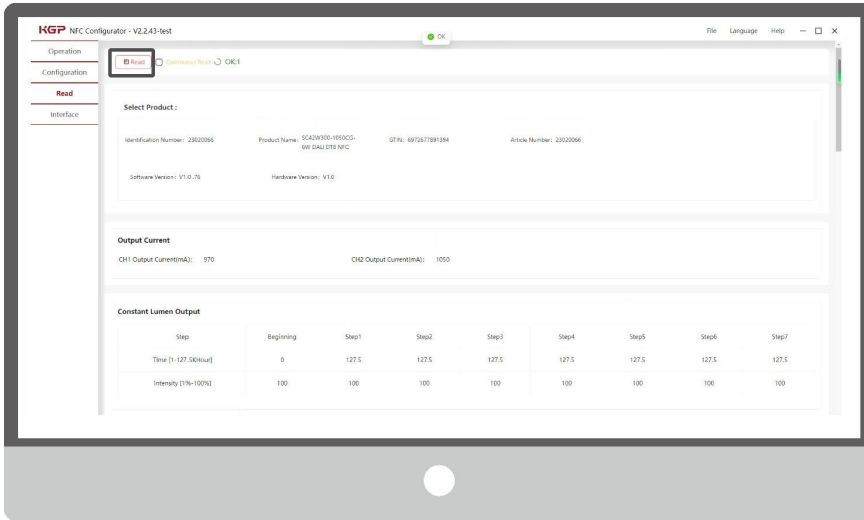 KGP NFC Configurator - V2.2.43-test
OK
File Language Help
Operation
Configuration
Read
Interface
Read Continuous Read OK:1
Select Product :
Identification Number: 23020066 Product Name: SC42W300-1050CG-6W DALI DT8 NFC GTIN: 6972677891394 Article Number: 23020066
Software Version: V1.0 .76 Hardware Version: V1.0
Output Current
CH1 Output Current(mA): 970 CH2 Output Current(mA): 1050
Constant Lumen Output
Step Beginning Step1 Step2 Step3 Step4 Step5 Step6 Step7
Time [1-127.5KHour] 0 127.5 127.5 127.5 127.5 127.5 127.5 127.5
Intensity [1%-100%] 100 100 100 100 100 100 100 100